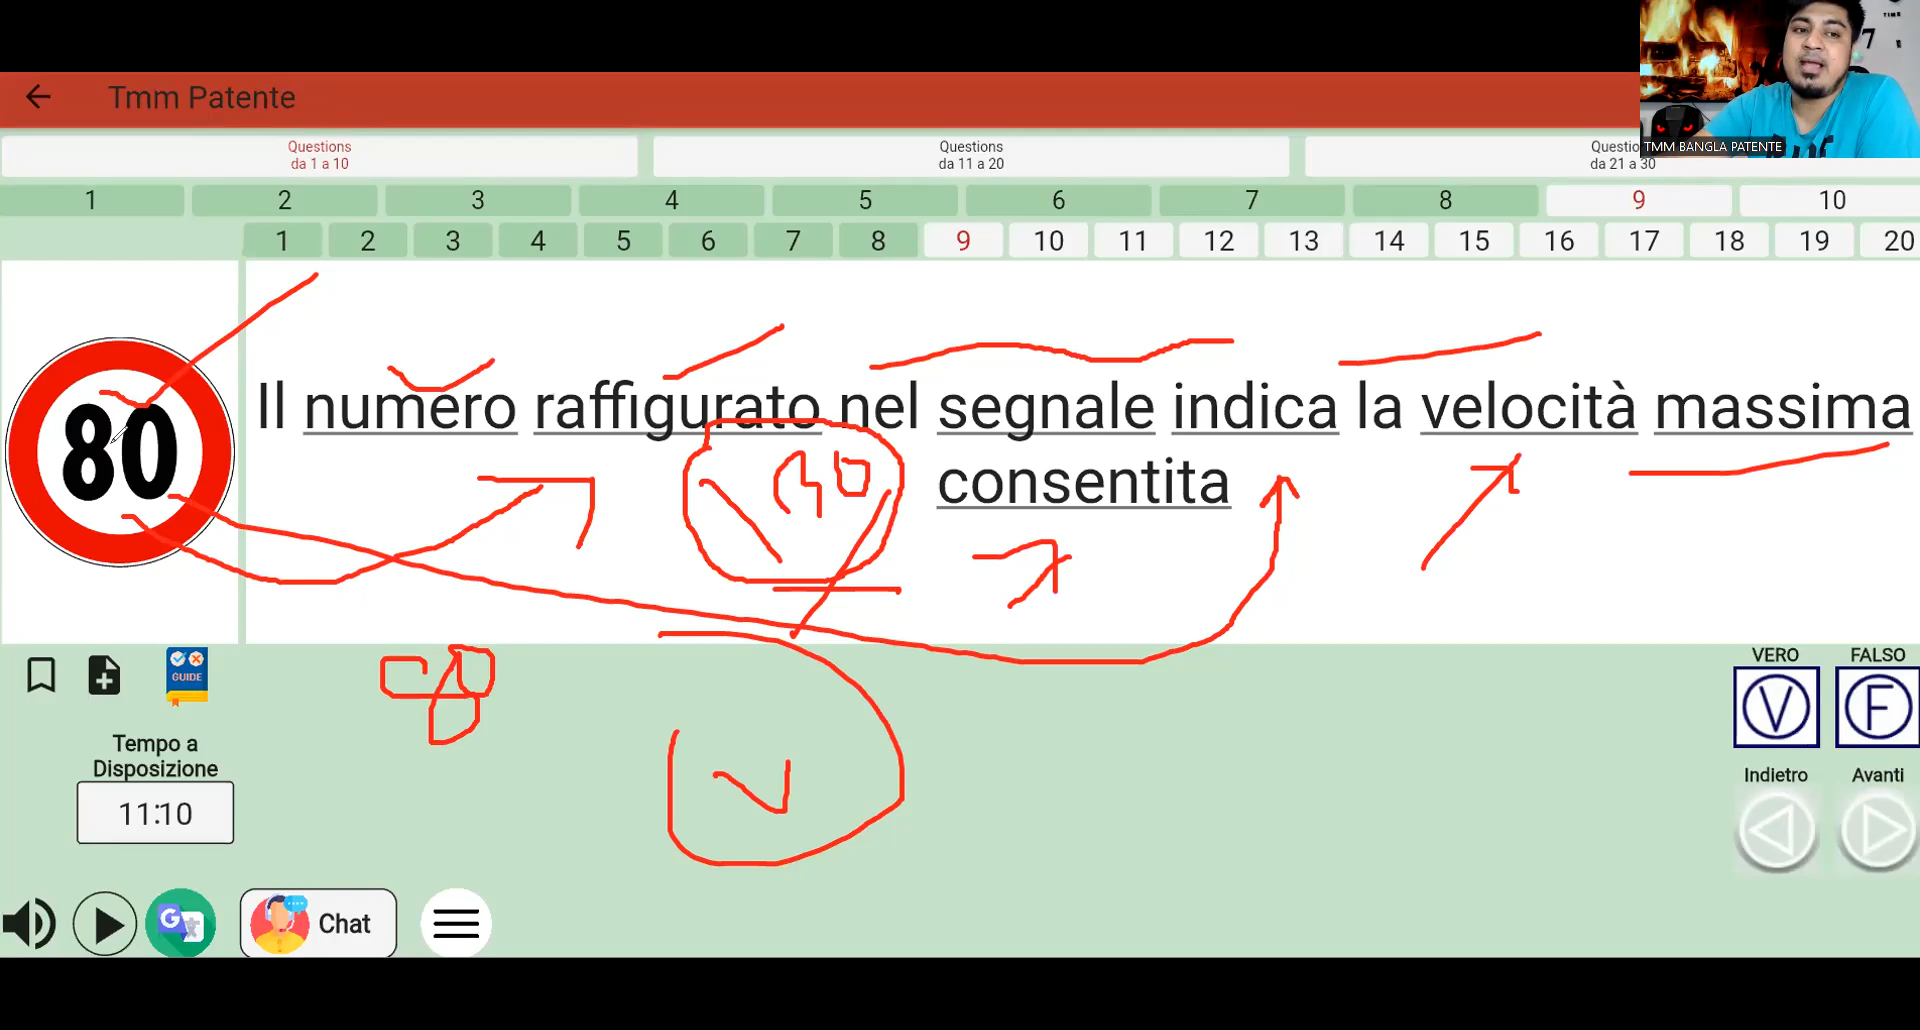 Tmm Patente
Questions
da 1 a 10
Questions
da 11 a 20
da 21 a 30
TMM BANGLA PATENTE
1 2 3 4 5 6 7 8 9 10
1 2 3 4 5 6 7 8 9 10 11 12 13 14 15 16 17 18 19 20
80
Il numero raffigurato nel segnale indica la velocità massima
consentita
GUIDE
Tempo a
Disposizione
11:10
VERO FALSO
V F
Indietro Avanti
Chat